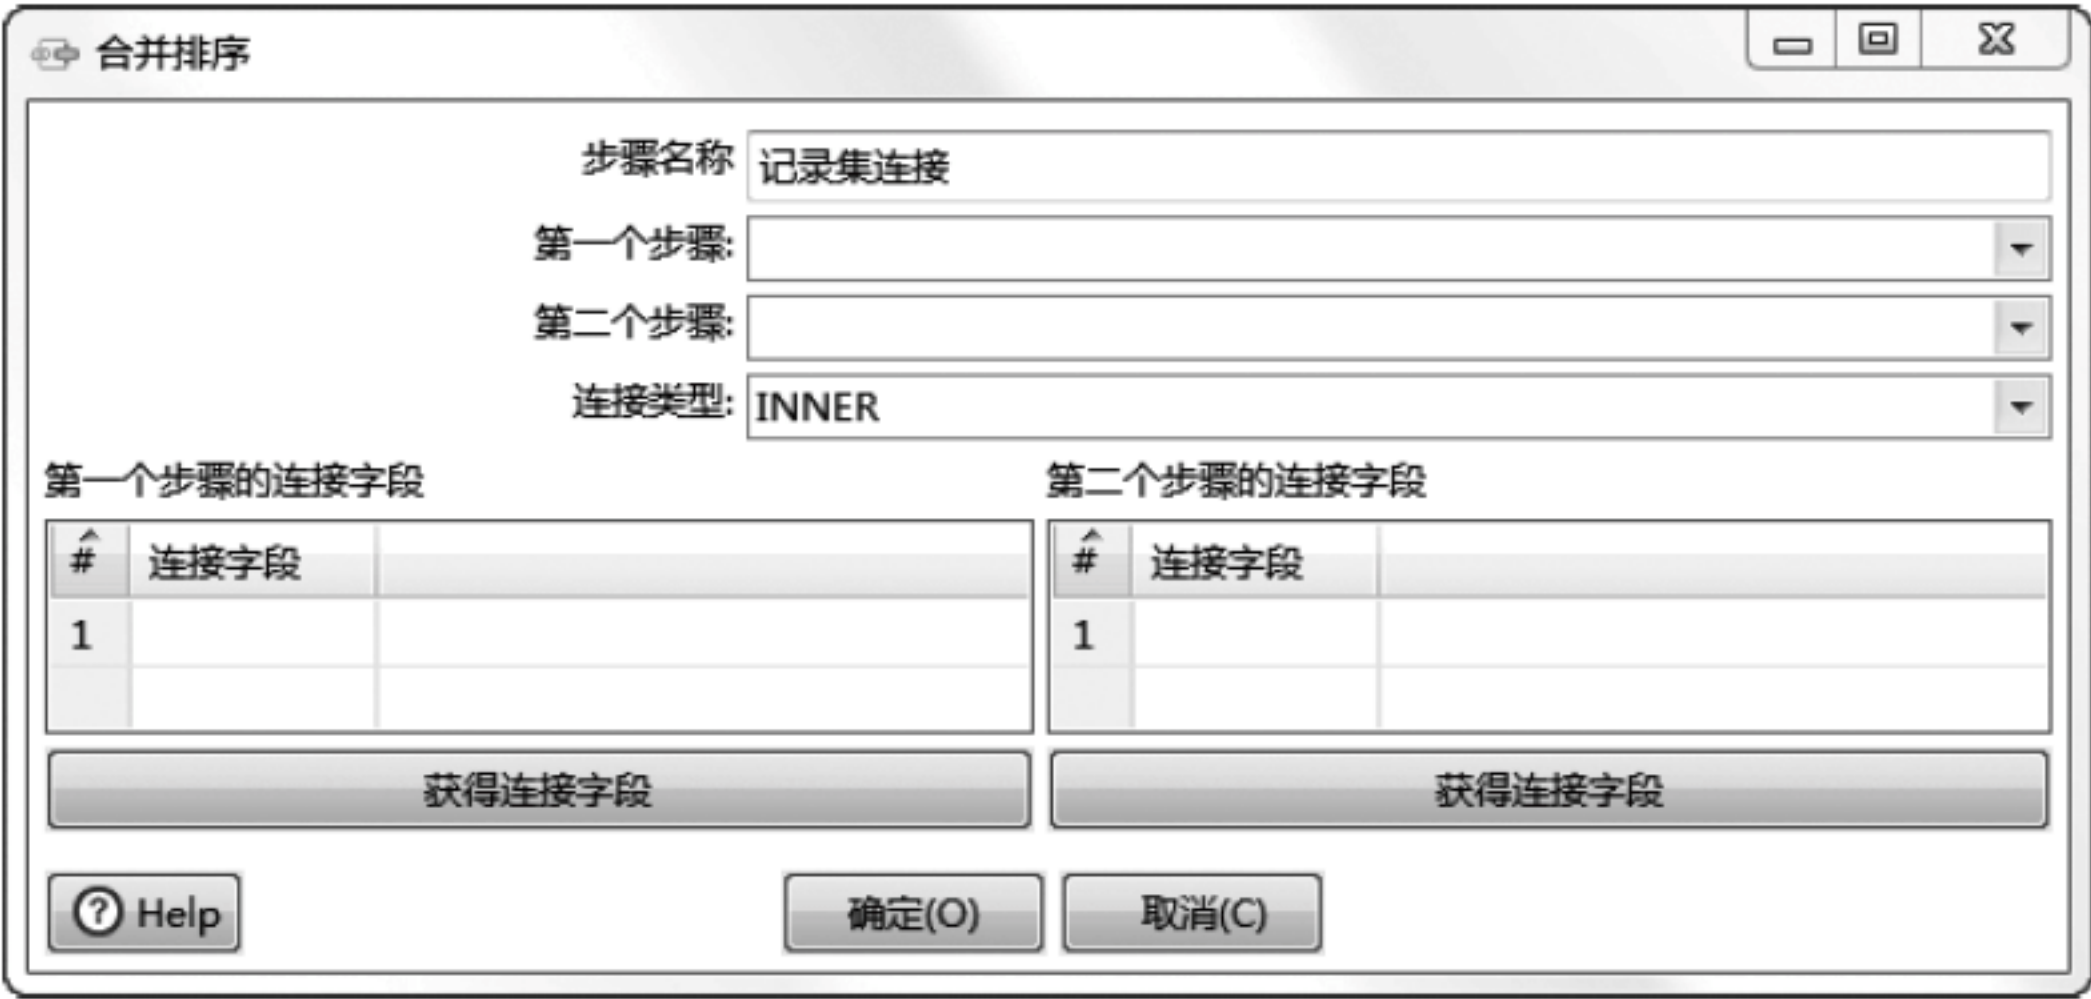 合并排序
步骤名称 记录集连接
第一个步骤:
第二个步骤:
连接类型: INNER
第一个步骤的连接字段 第二个步骤的连接字段
# 连接字段 # 连接字段
1 1
获得连接字段 获得连接字段
Help 确定(O) 取消(C)